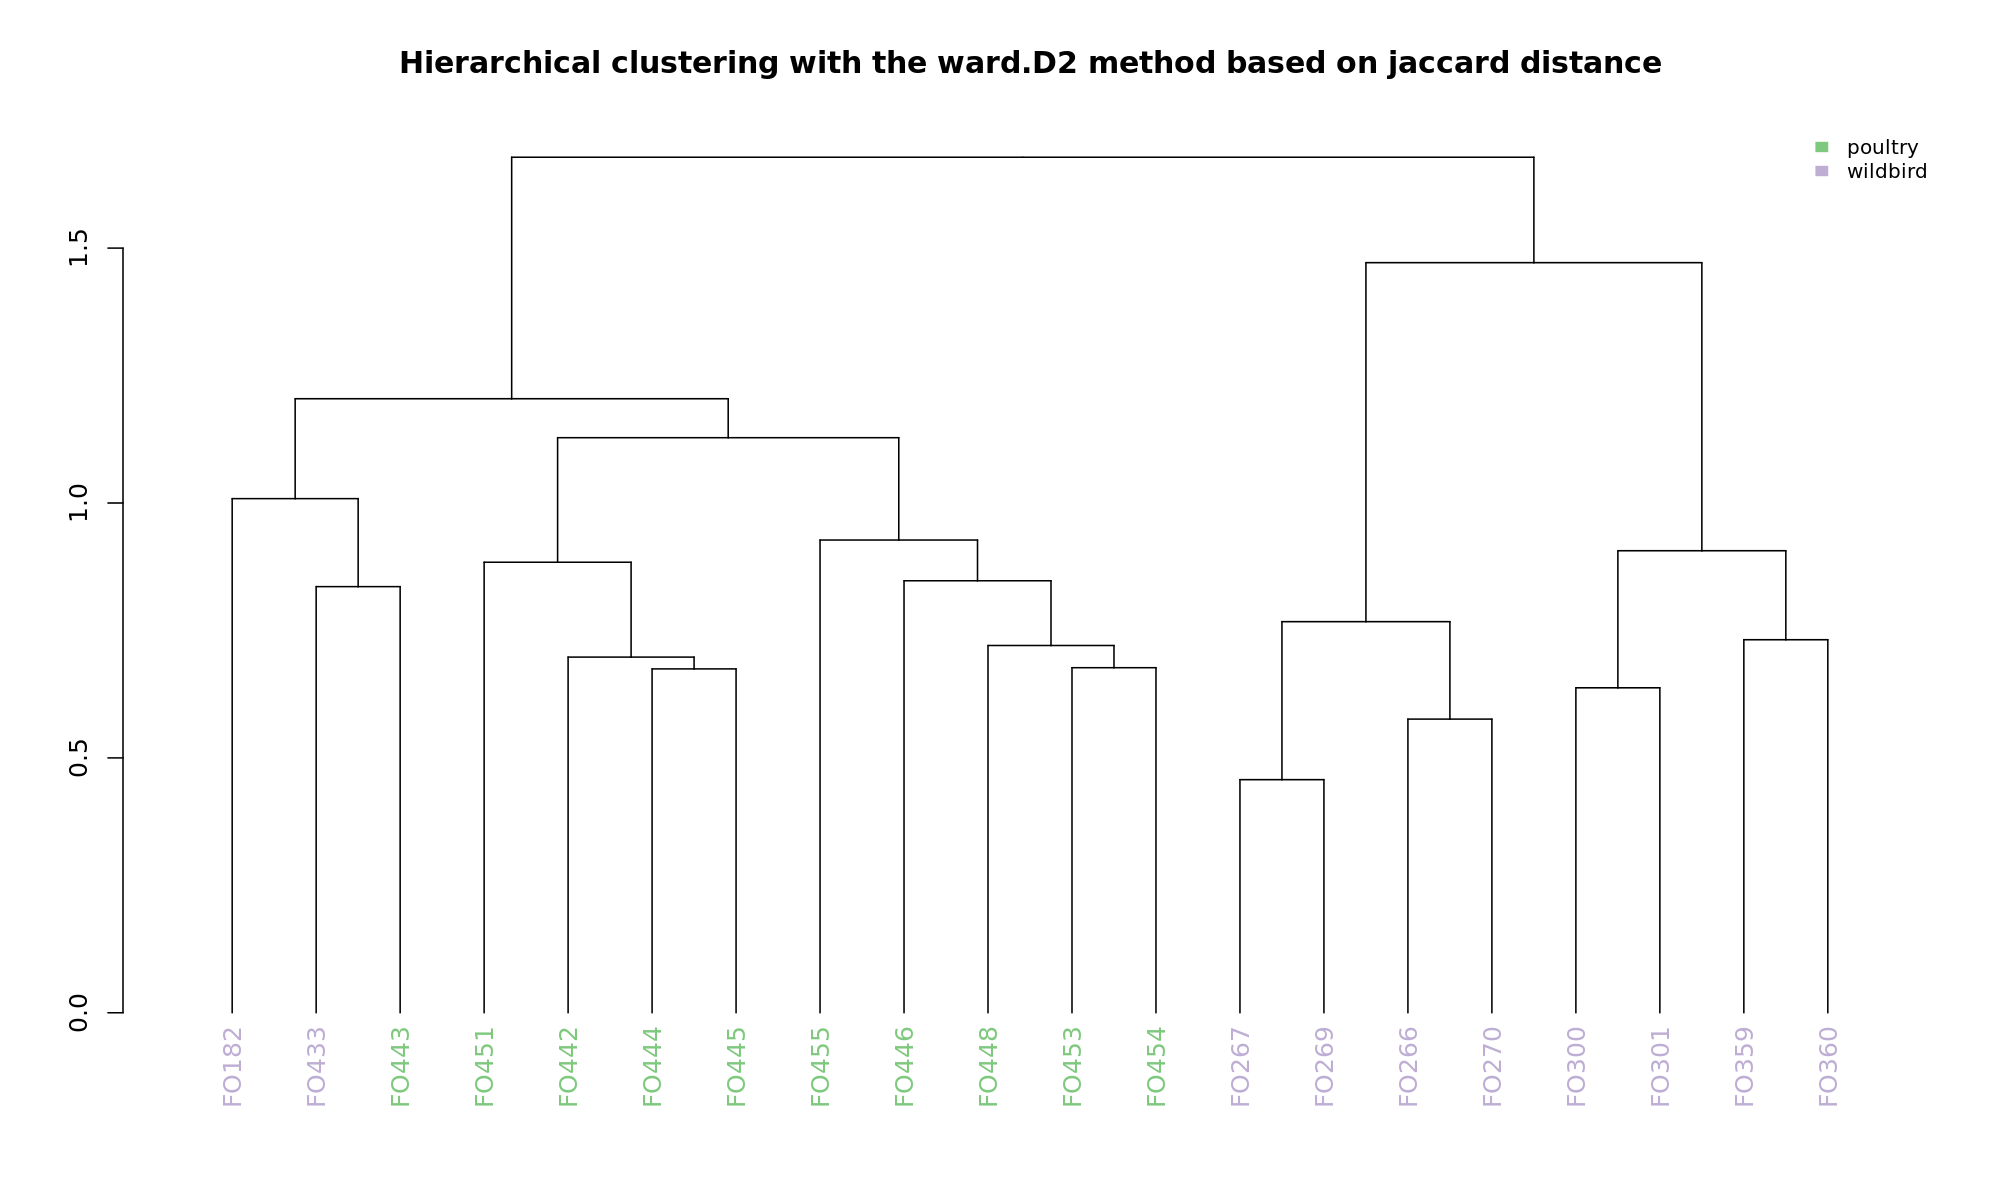 Hierarchical clustering with the ward.D2 method based on jaccard distance
poultry
wildbird
1.5
1.0
0.5
0.0
FO182
FO433
FO443
FO451
FO442
FO444
FO445
FO455
FO446
FO448
FO453
FO454
FO267
FO269
FO266
FO270
FO300
FO301
FO359
FO360